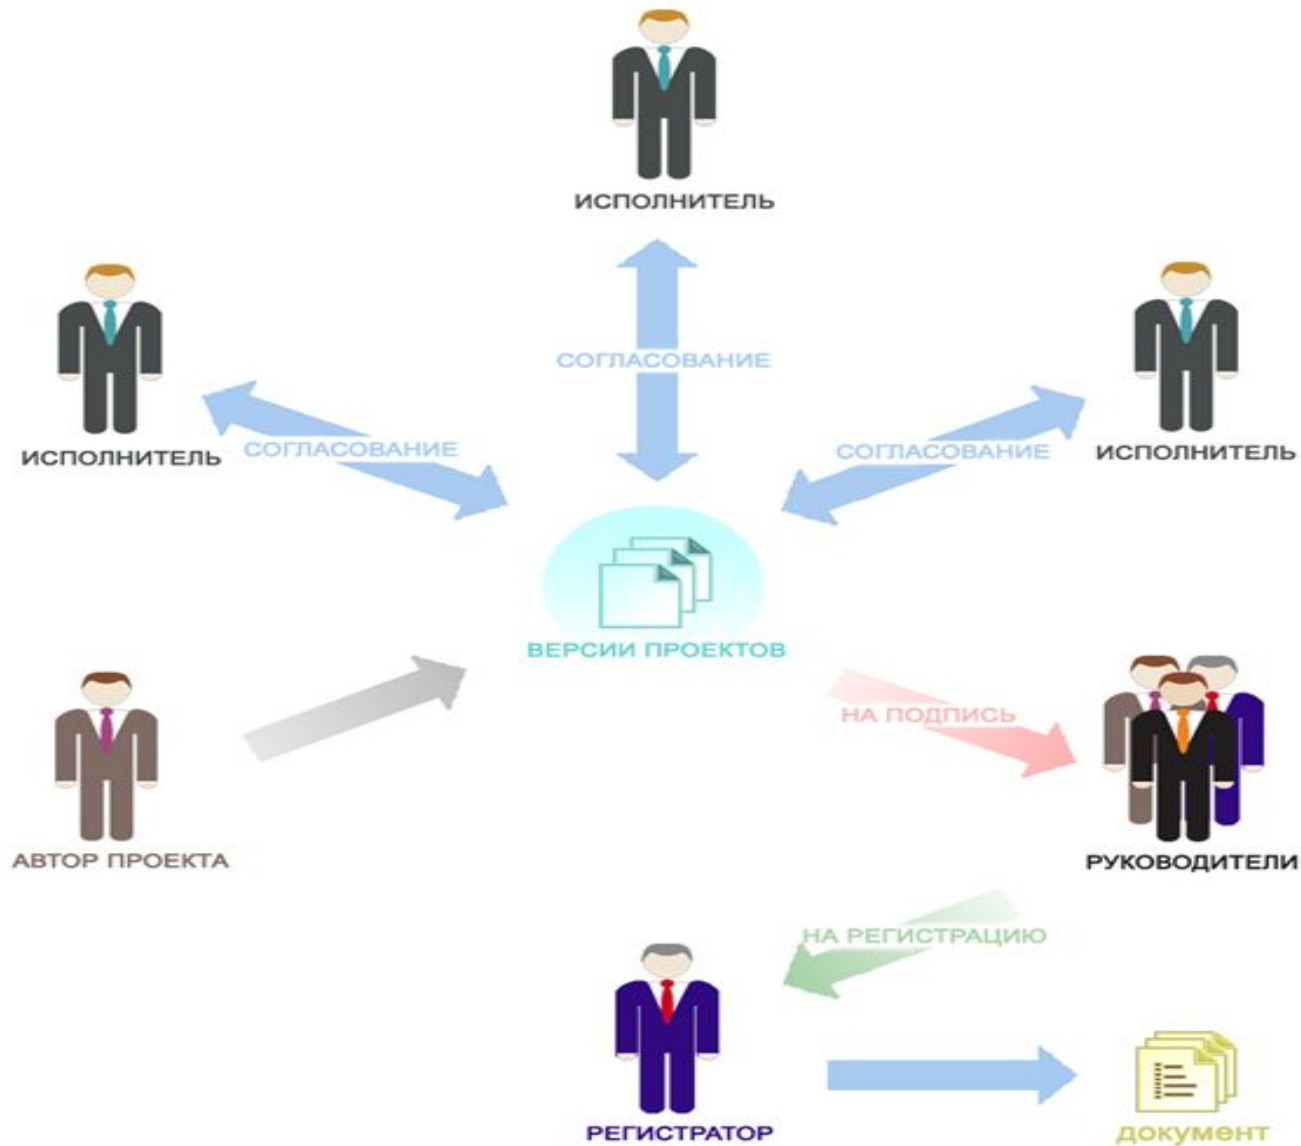 ИСПОЛНИТЕЛЬ
СОГЛАСОВАНИЕ
ИСПОЛНИТЕЛЬ
СОГЛАСОВАНИЕ
СОГЛАСОВАНИЕ
ИСПОЛНИТЕЛЬ
ВЕРСИИ ПРОЕКТОВ
НА ПОДПИСЬ
АВТОР ПРОЕКТА
РУКОВОДИТЕЛИ
НА РЕГИСТРАЦИЮ
РЕГИСТРАТОР
документ